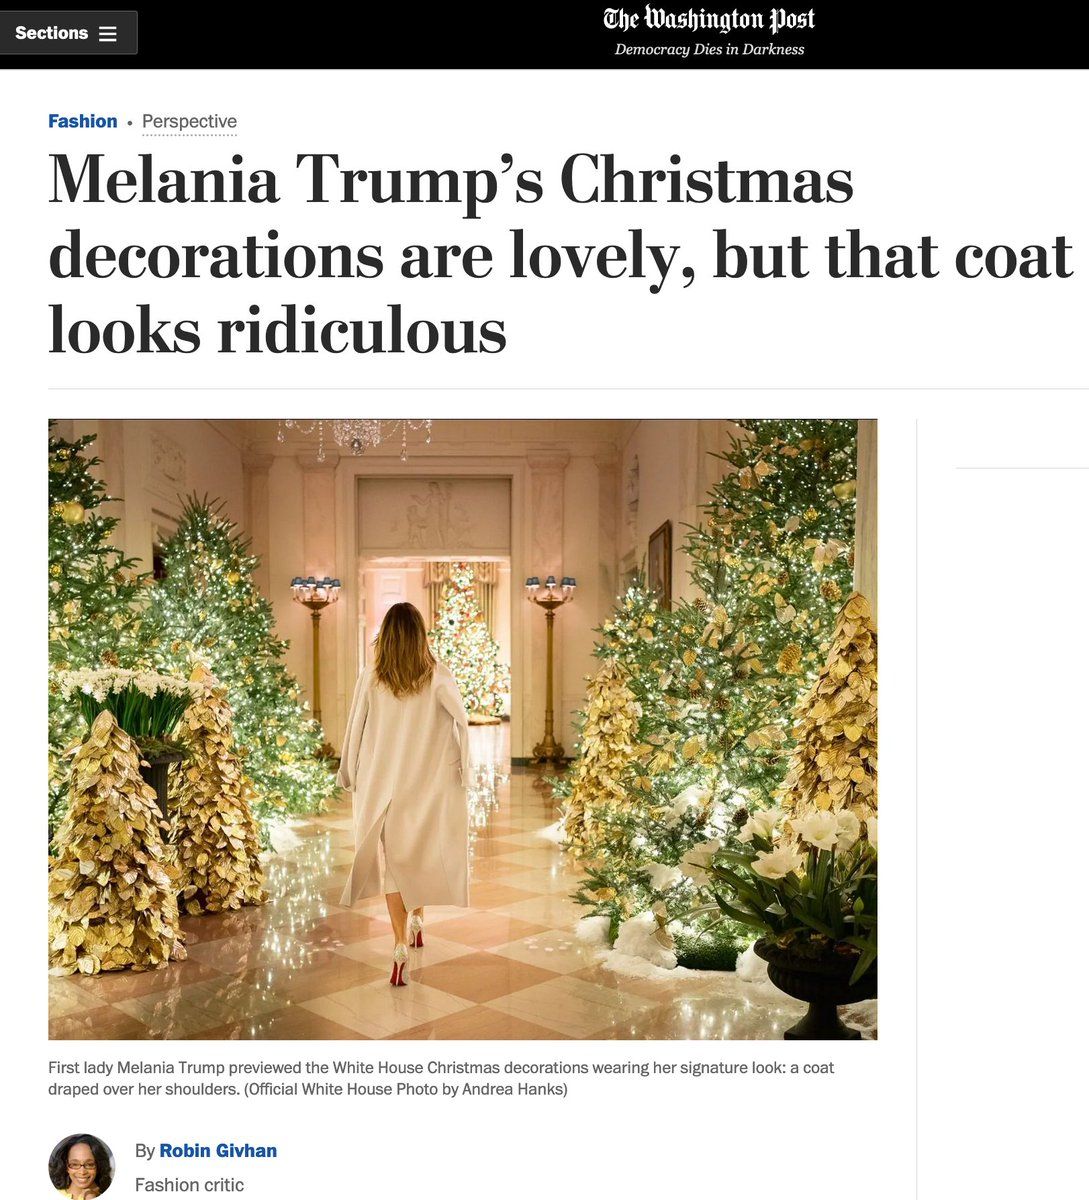 Sections
The Washington Post
Democracy Dies in Darkness
Fashion • Perspective
Melania Trump’s Christmas
decorations are lovely, but that coat
looks ridiculous
First lady Melania Trump previewed the White House Christmas decorations wearing her signature look: a coat
draped over her shoulders. (Official White House Photo by Andrea Hanks)
By Robin Givhan
Fashion critic